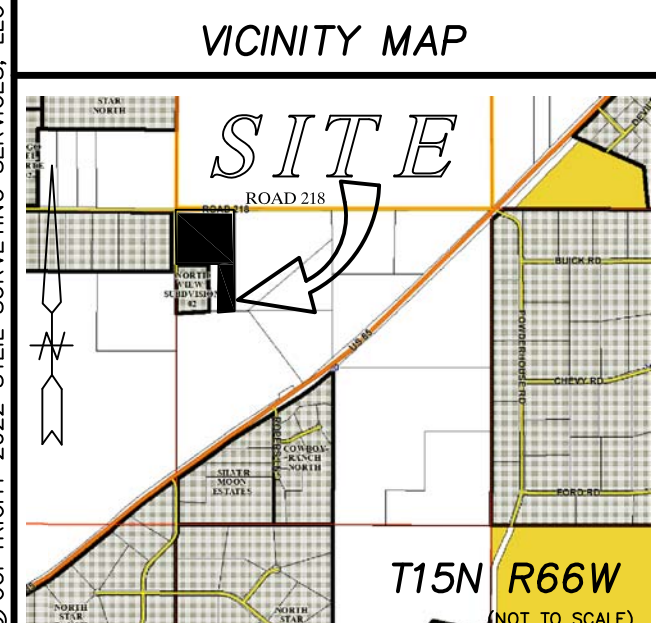 VICINITY MAP
© COPYRIGHT 2022 STEIL SURVEYING SERVICES, LLC
STAR
NORTH
SITE
ROAD 218
ROAD 218
NORTH
VIEW
SUBDIVISION
#2
US 85
BUICK RD
POWDERHOUSE RD
CHEVY RD
COWBOY
RANCH
NORTH
SILVER
MOON
ESTATES
FORD RD
N
T15N R66W
(NOT TO SCALE)
NORTH
STAR
NORTH
STAR